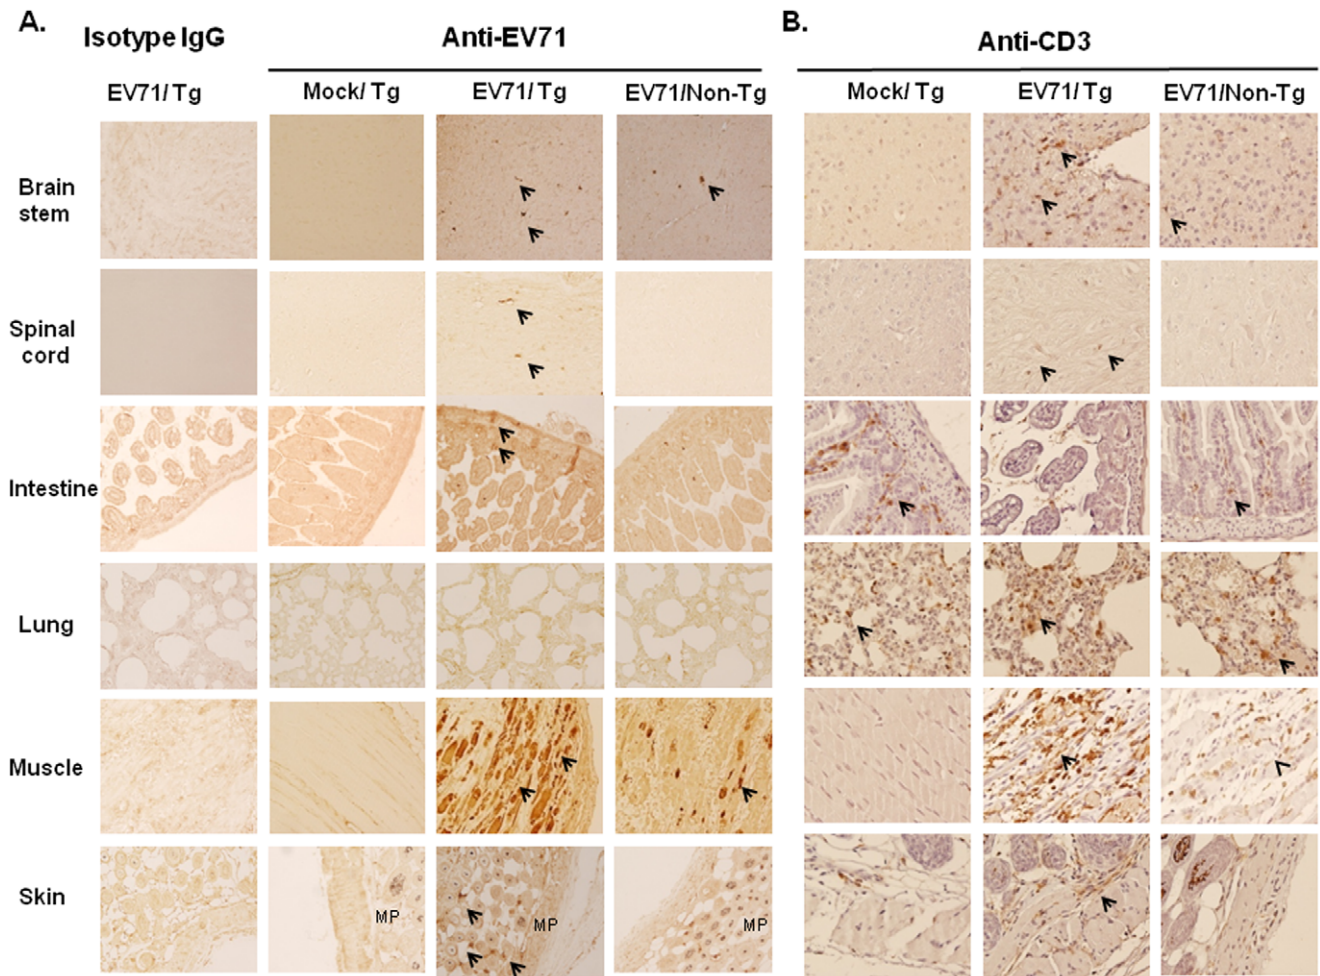 A.
Isotype IgG
Anti-EV71
B.
Anti-CD3
EV71/ Tg
Mock/ Tg
EV71/ Tg
EV71/Non-Tg
Mock/ Tg
EV71/ Tg
EV71/Non-Tg
Brain
stem
Spinal
cord
Intestine
Lung
Muscle
Skin
MP
MP
MP